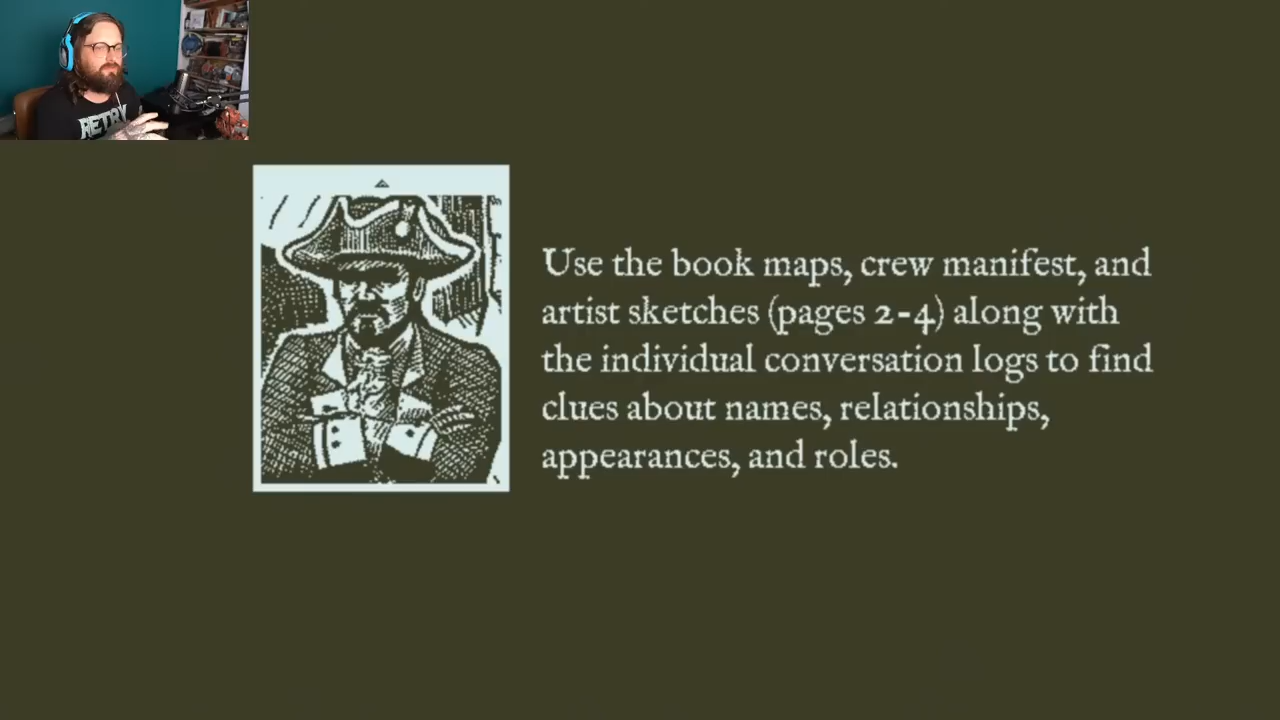 RETRY
Use the book maps, crew manifest, and
artist sketches (pages 2-4) along with
the individual conversation logs to find
clues about names, relationships,
appearances, and roles.